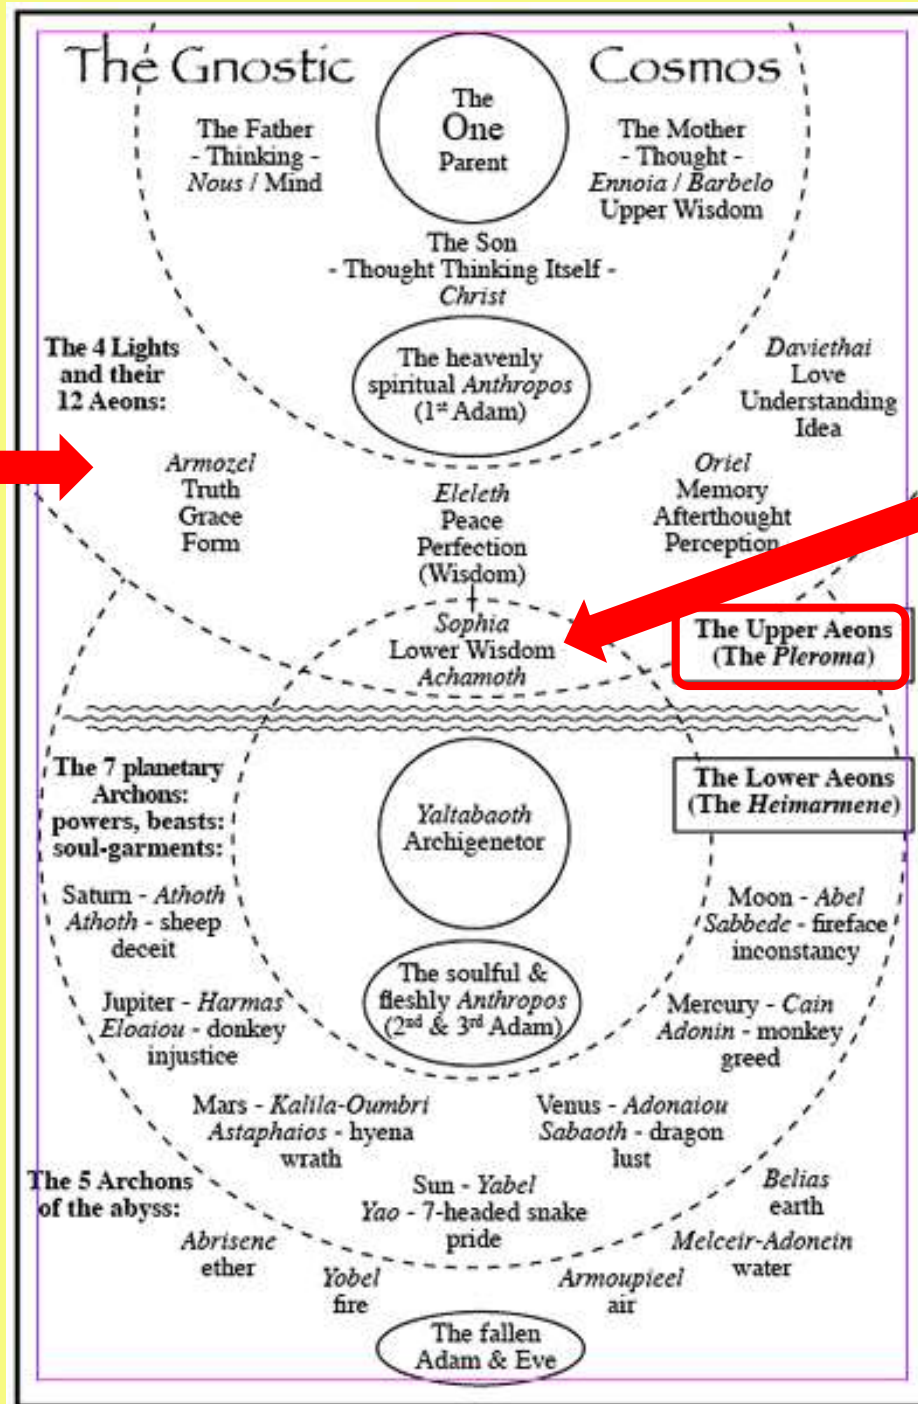 The Gnostic Cosmos
The
One
Parent
The Father
- Thinking -
Nous / Mind
The Mother
- Thought -
Ennoia / Barbelo
Upper Wisdom
The Son
- Thought Thinking Itself -
Christ
The 4 Lights
and their
12 Aeons:
The heavenly
spiritual Anthropos
(1st Adam)
Daviethai
Love
Understanding
Idea
Armozel
Truth
Grace
Form
Eleleth
Peace
Perfection
(Wisdom)
Oriel
Memory
Afterthought
Perception
Sophia
Lower Wisdom
Achamoth
The Upper Aeons
(The Pleroma)
The 7 planetary
Archons:
powers, beasts:
soul-garments:
Yaltabaoth
Archigenetor
The Lower Aeons
(The Heimarmene)
Saturn - Athoth
Athoth - sheep
deceit
Moon - Abel
Sabbede - fireface
inconstancy
The soulful &
fleshly Anthropos
(2nd & 3rd Adam)
Jupiter - Harmas
Eloaiou - donkey
injustice
Mercury - Cain
Adonin - monkey
greed
Mars - Kalila-Oumbri
Astaphaios - hyena
wrath
Venus - Adonaiou
Sabaoth - dragon
lust
Sun - Yabel
Yao - 7-headed snake
pride
The 5 Archons
of the abyss:
Abrisene
ether
Yobel
fire
Armoupieel
air
Melceir-Adonein
water
Belias
earth
The fallen
Adam & Eve